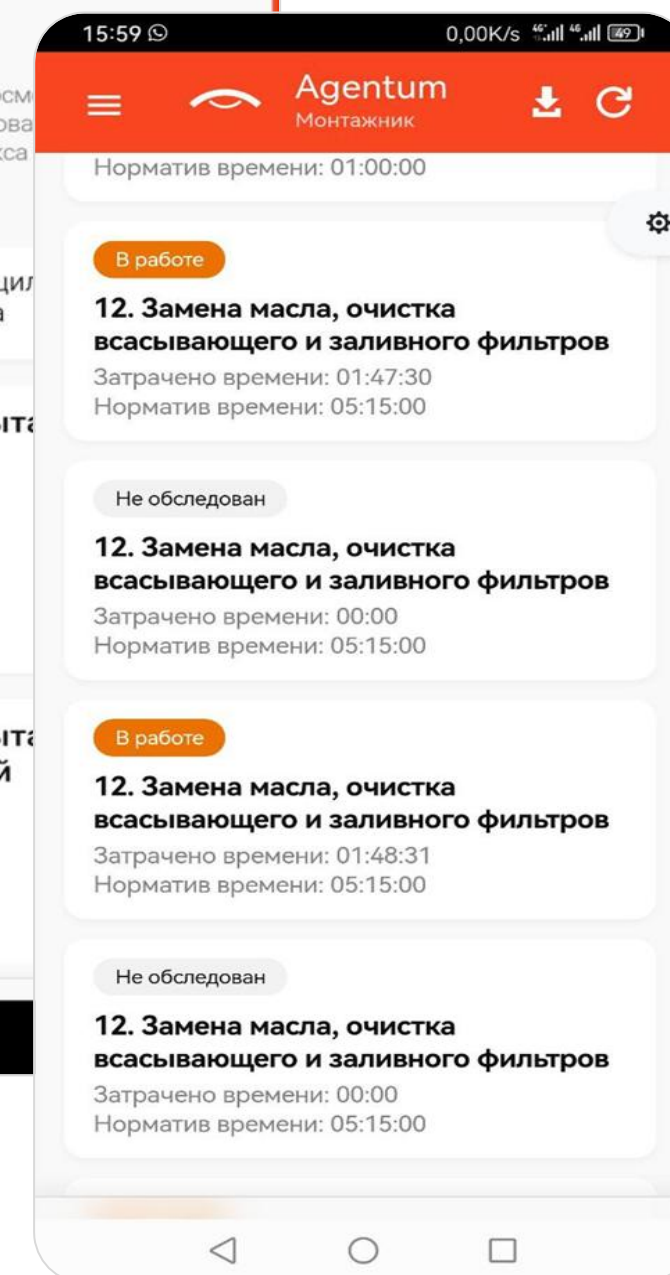 15:59
0,00K/s 49
Agentum
Монтажник
Норматив времени: 01:00:00
В работе
12. Замена масла, очистка
всасывающего и заливного фильтров
Затрачено времени: 01:47:30
Норматив времени: 05:15:00
Не обследован
12. Замена масла, очистка
всасывающего и заливного фильтров
Затрачено времени: 00:00
Норматив времени: 05:15:00
В работе
12. Замена масла, очистка
всасывающего и заливного фильтров
Затрачено времени: 01:48:31
Норматив времени: 05:15:00
Не обследован
12. Замена масла, очистка
всасывающего и заливного фильтров
Затрачено времени: 00:00
Норматив времени: 05:15:00